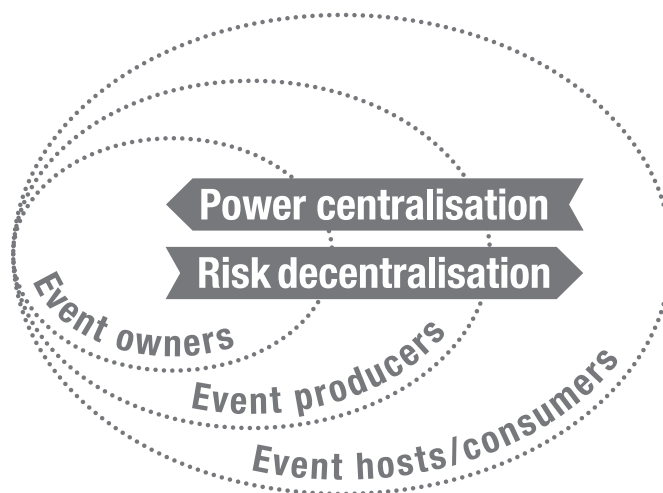 Power centralisation
Risk decentralisation
Event owners
Event producers
Event hosts/consumers